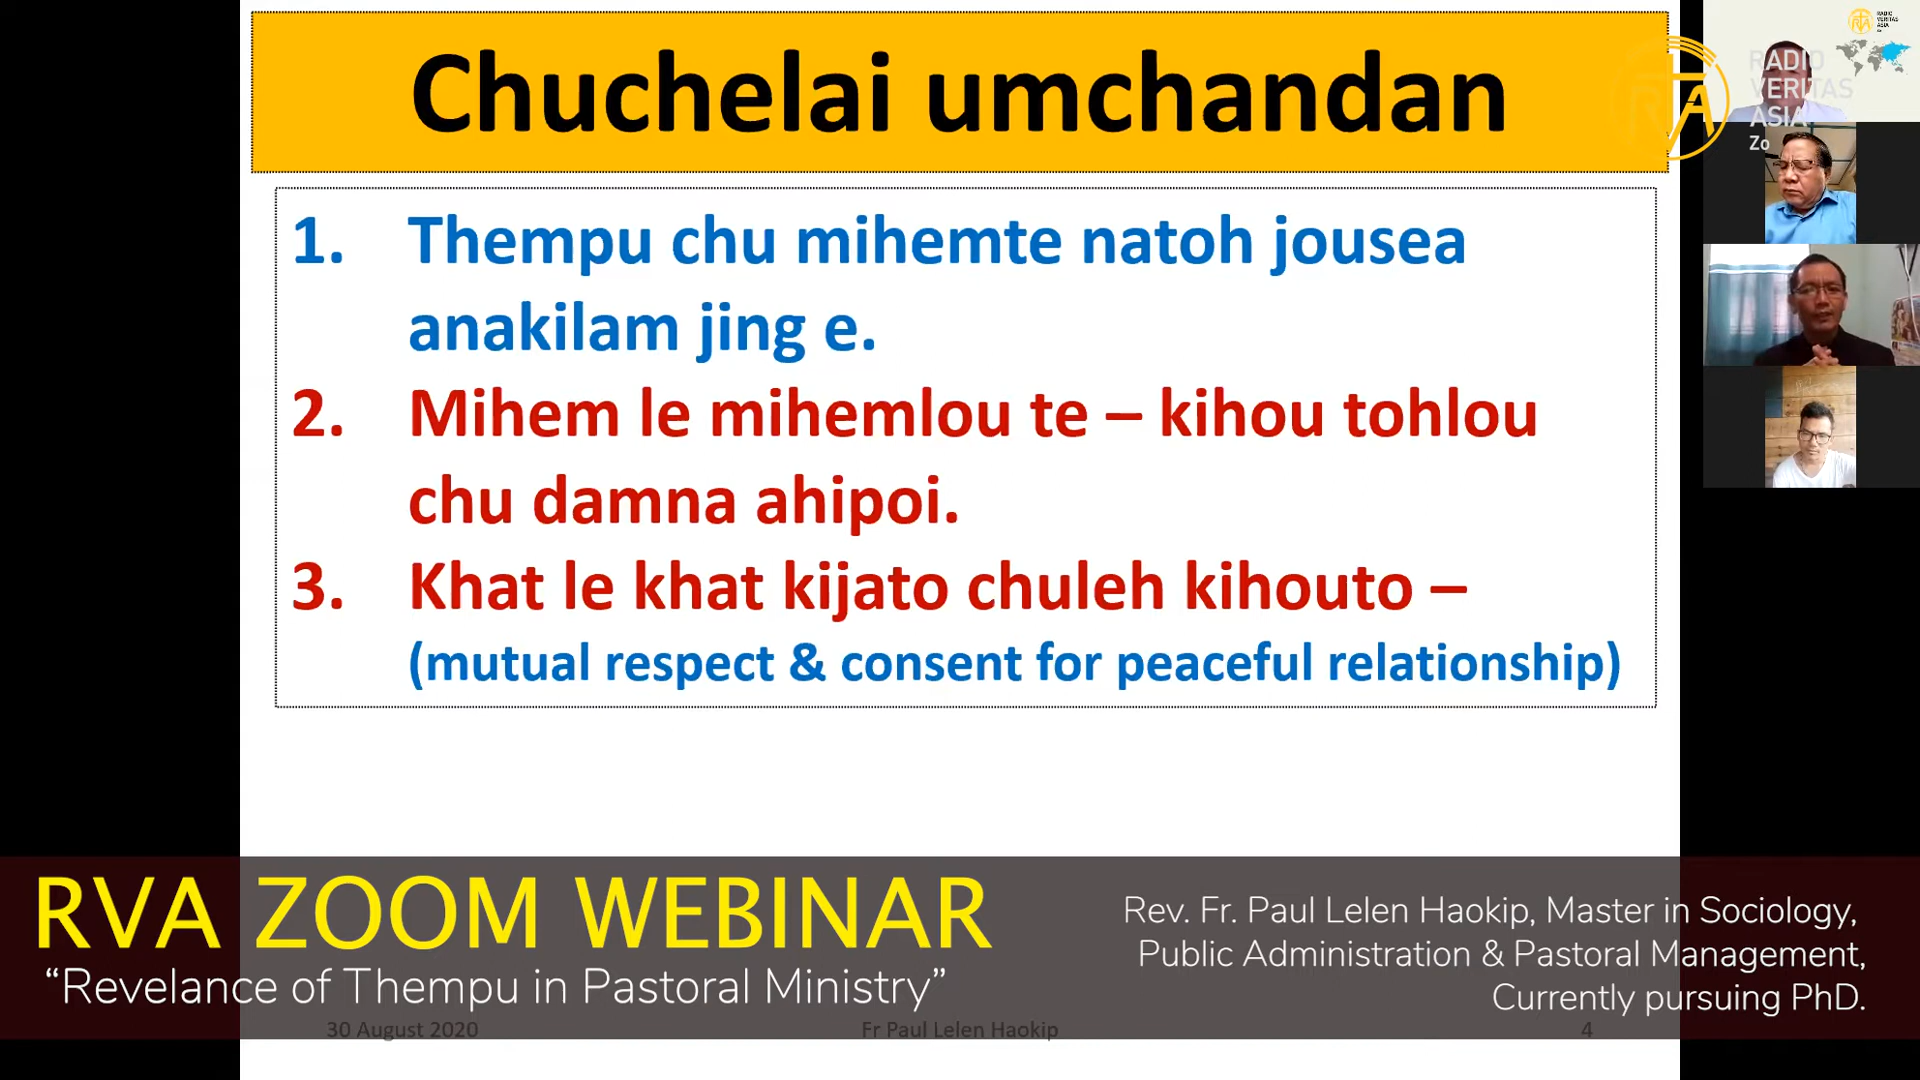 Chuchelai umchandan
1. Thempu chu mihemte natoh jousea
anakilam jing e.
2. Mihem le mihemlou te – kihou tohlou
chu damna ahipoi.
3. Khat le khat kijato chuleh kihouto –
(mutual respect & consent for peaceful relationship)
RADIO
VERITAS
ASIA
Zo
RADIO
VERITAS
ASIA
RVA ZOOM WEBINAR
“Revelance of Thempu in Pastoral Ministry”
Rev. Fr. Paul Lelen Haokip, Master in Sociology,
Public Administration & Pastoral Management,
Currently pursuing PhD.
30 August 2020
Fr Paul Lelen Haokip
4